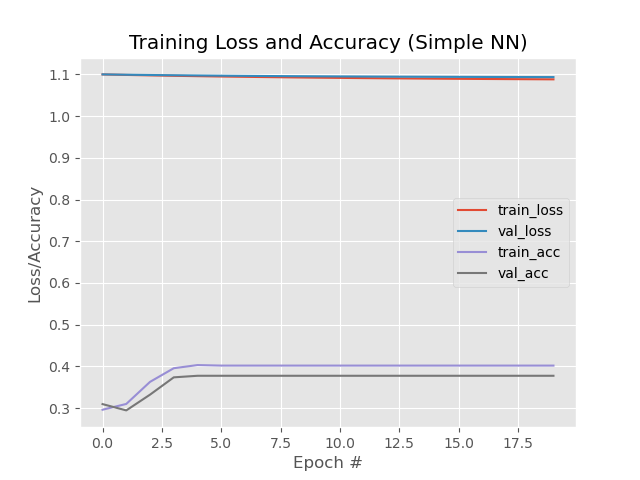 Training Loss and Accuracy (Simple NN)
1.1
1.0
0.9
0.8
0.7
0.6
0.5
0.4
0.3
Loss/Accuracy
train_loss
val_loss
train_acc
val_acc
0.0 2.5 5.0 7.5 10.0 12.5 15.0 17.5
Epoch #